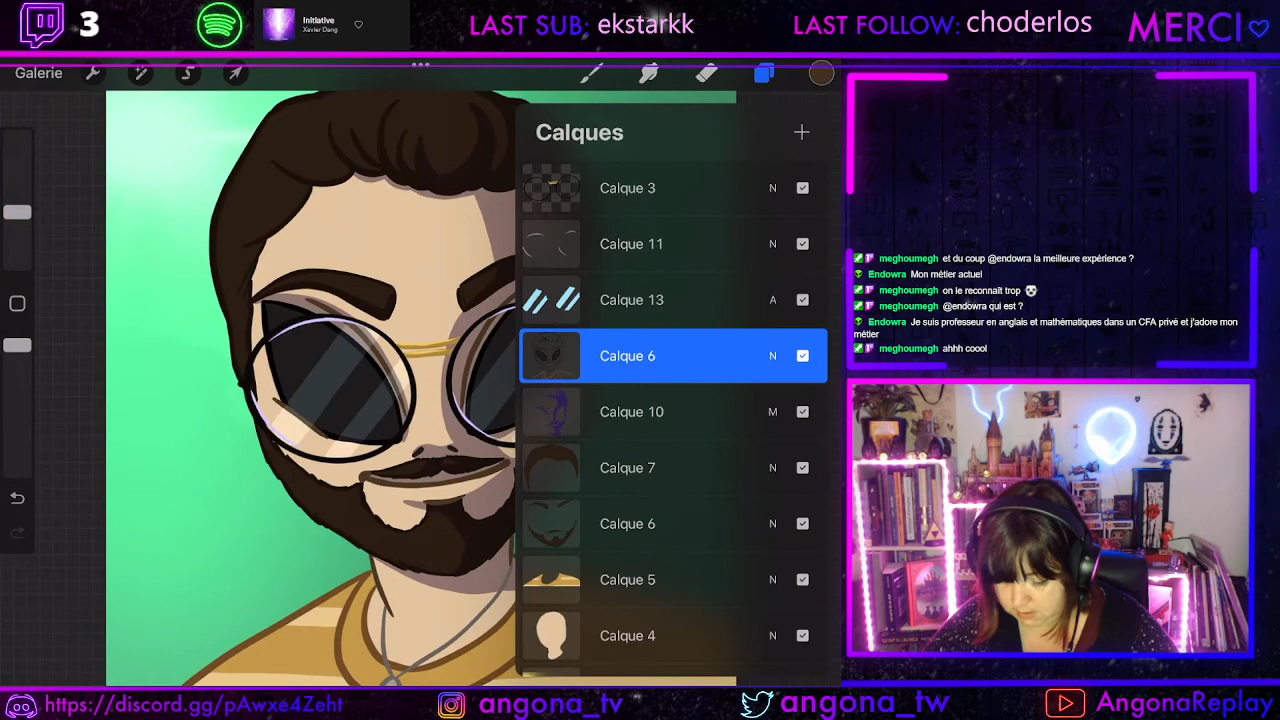 3
Initiative
Xavier Dang
LAST SUB: ekstarkk
LAST FOLLOW: choderlos
MERCI
Galerie
Calques
Calque 3 N
Calque 11 N
Calque 13 A
Calque 6 N
Calque 10 M
Calque 7 N
Calque 6 N
Calque 5 N
Calque 4 N
meghoumegh et du coup @endowra la meilleure expérience ?
Endowra Mon métier actuel
meghoumegh on le reconnaît trop
meghoumegh @endowra qui est ?
Endowra Je suis professeur en anglais et mathématiques dans un CFA privé et j'adore mon
métier
meghoumegh ahhh coool
https://discord.gg/pAwxe4Zeht
angona_tv
angona_tw
AngonaReplay